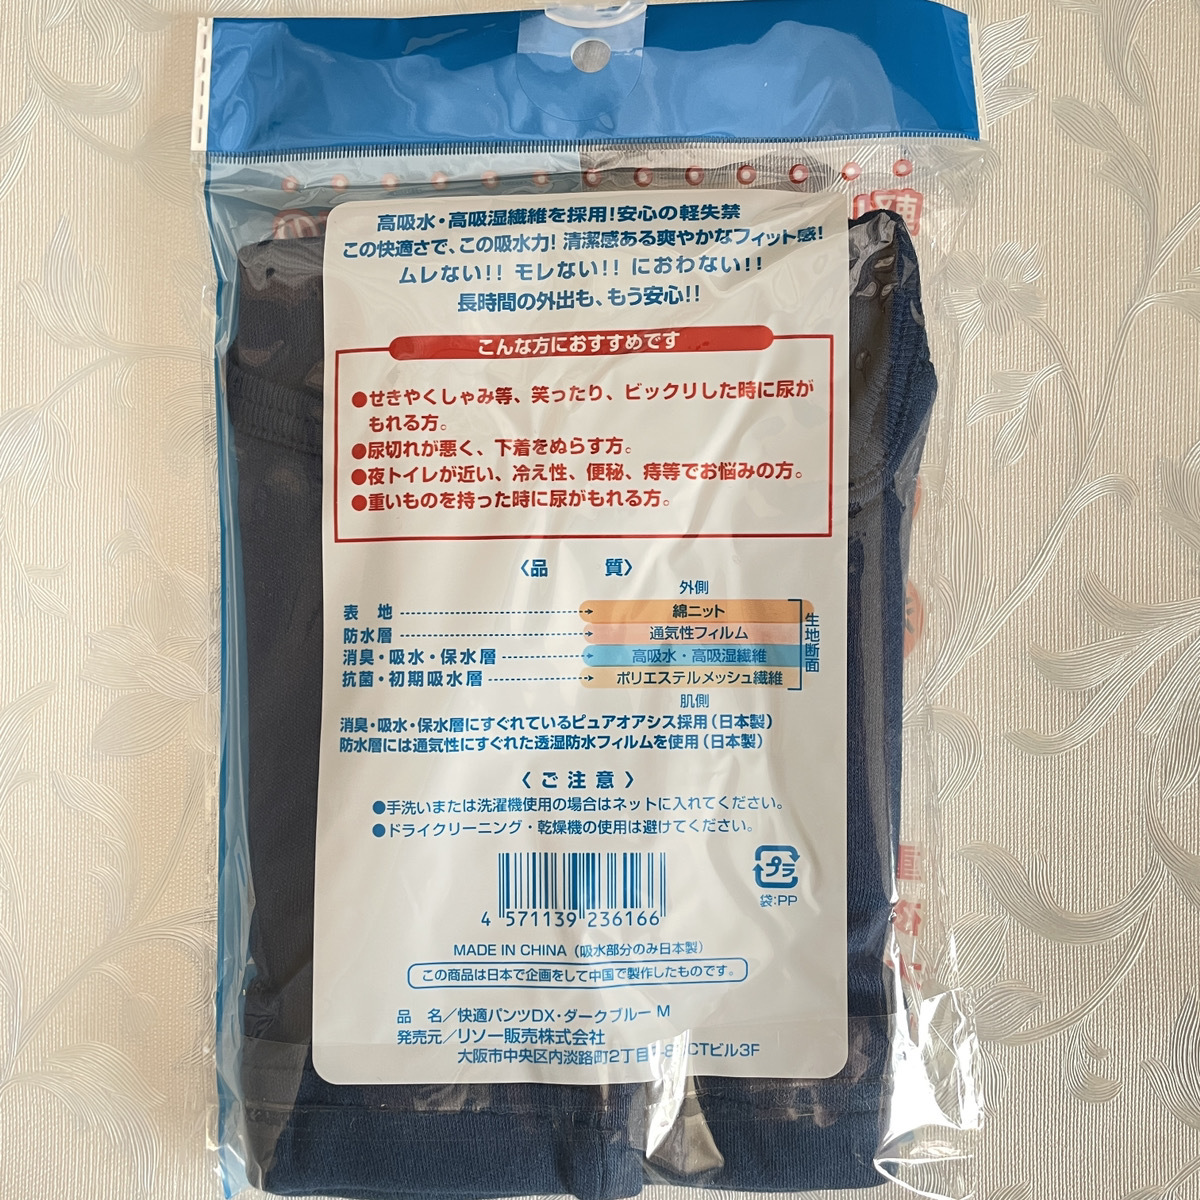 高吸水・高吸湿繊維を採用!安心の軽失禁
この快適さで、この吸水力! 清潔感ある爽やかなフィット感!
ムレない!! モレない!! におわない!!
長時間の外出も、もう安心!!
こんな方におすすめです
●せきやくしゃみ等、笑ったり、ビックリした時に尿が
もれる方。
●尿切れが悪く、下着をぬらす方。
●夜トイレが近い、冷え性、便秘、痔等でお悩みの方。
●重いものを持った時に尿がもれる方。
〈品 質〉
外側
表 地 綿ニット
防水層 通気性フィルム
消臭・吸水・保水層 高吸水・高吸湿繊維
抗菌・初期吸水層 ポリエステルメッシュ繊維
生地断面
肌側
消臭・吸水・保水層にすぐれているピュアオアシス採用(日本製)
防水層には通気性にすぐれた透湿防水フィルムを使用(日本製)
〈ご注意〉
●手洗いまたは洗濯機使用の場合はネットに入れてください。
●ドライクリーニング・乾燥機の使用は避けてください。
プラ
袋:PP
4 571139 236166
MADE IN CHINA (吸水部分のみ日本製)
この商品は日本で企画をして中国で製作したものです。
品 名/快適パンツDX・ダークブルー M
発売元/リソー販売株式会社
大阪市中央区内淡路町2丁目 CTビル3F